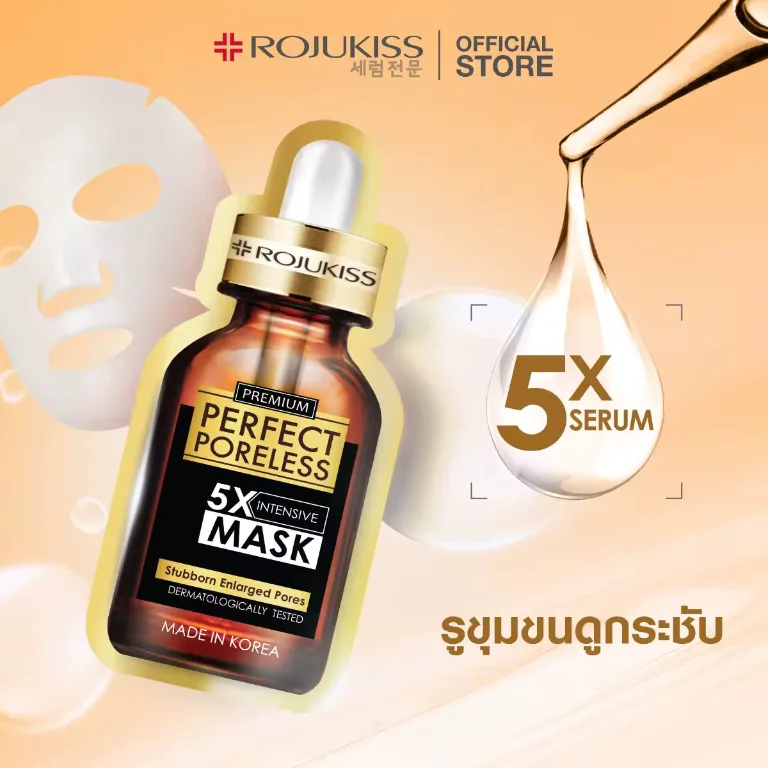 ROJUKISS
세럼전문
OFFICIAL
STORE
ROJUKISS
PREMIUM
PERFECT
PORELESS
5X INTENSIVE
MASK
Stubborn Enlarged Pores
DERMATOLOGICALLY TESTED
MADE IN KOREA
5X
SERUM
รูขุมขนดูกระชับ